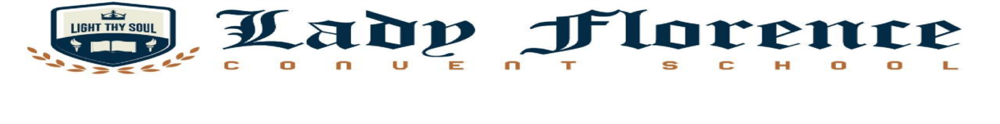 LIGHT THY SOUL
Lady Florence
CONVENT SCHOOL